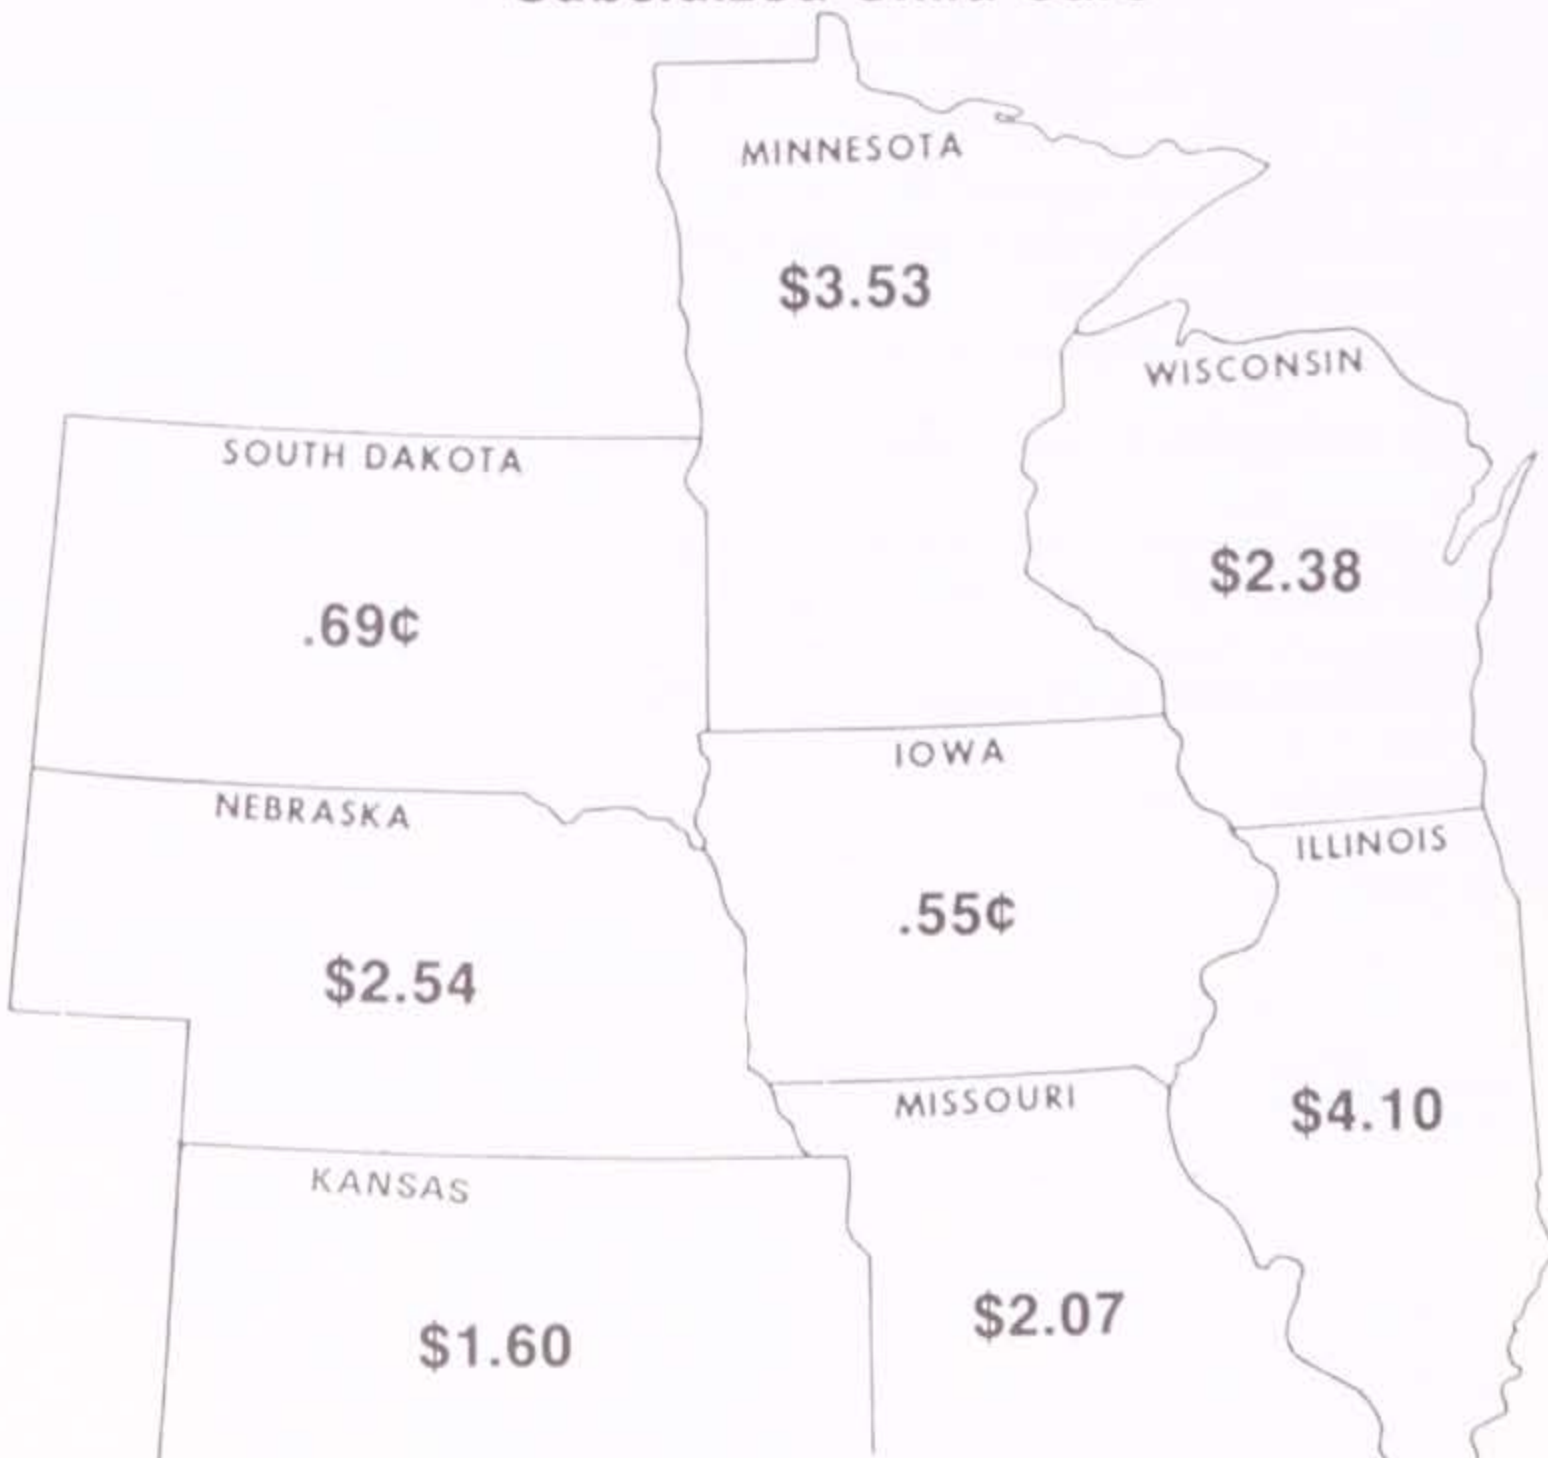 MINNESOTA
$3.53
WISCONSIN
$2.38
SOUTH DAKOTA
.69¢
IOWA
.55¢
NEBRASKA
$2.54
ILLINOIS
$4.10
MISSOURI
$2.07
KANSAS
$1.60